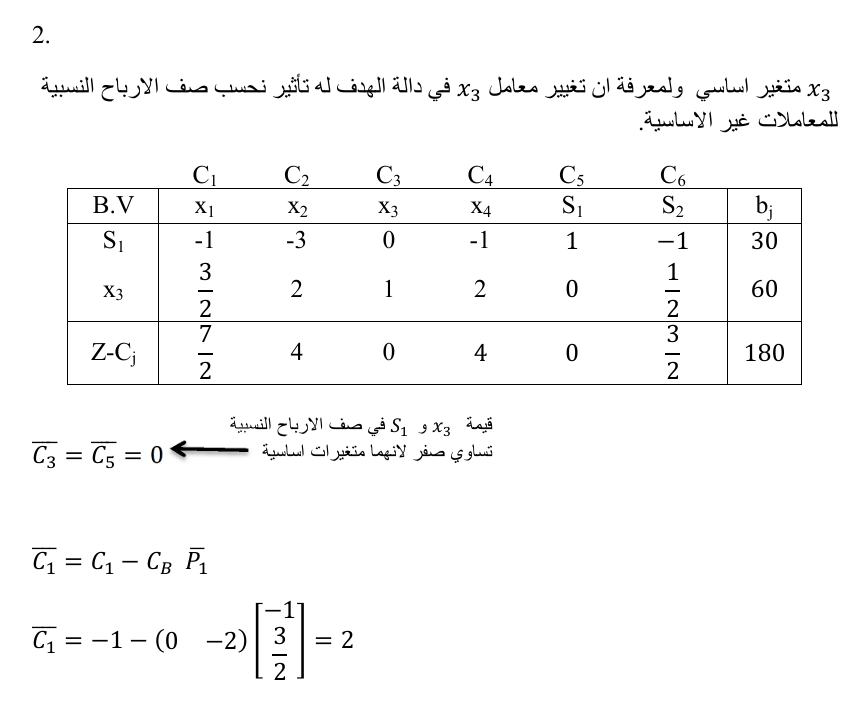 2.
x₃ متغير اساسي ولمعرفة ان تغيير معامل x₃ في دالة الهدف له تأثير نحسب صف الارباح النسبية
للمعاملات غير الاساسية.
C₁ C₂ C₃ C₄ C₅ C₆
B.V x₁ x₂ x₃ x₄ S₁ S₂ bⱼ
S₁ -1 -3 0 -1 1 −1 30
x₃ 3/2 2 1 2 0 1/2 60
Z-Cⱼ 7/2 4 0 4 0 3/2 180
قيمة x₃ و S₁ في صف الارباح النسبية
تساوي صفر لانهما متغيرات اساسية
C̅₃ = C̅₅ = 0
C̅₁ = C₁ − C_B P̅₁
C̅₁ = −1 − (0 −2) [−1 3/2] = 2